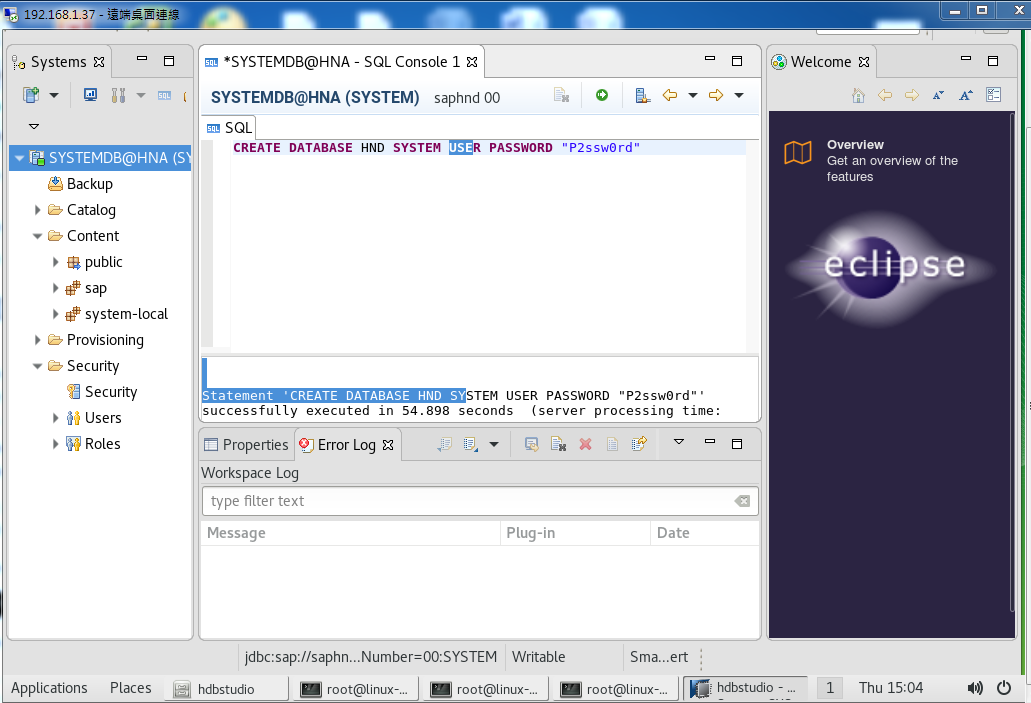 192.168.1.37 - 遠端桌面連線
Systems
*SYSTEMDB@HNA - SQL Console 1
Welcome
SYSTEMDB@HNA (SYSTEM) saphnd 00
SQL
CREATE DATABASE HND SYSTEM USER PASSWORD "P2ssw0rd"
SYSTEMDB@HNA (SY
Backup
Catalog
Content
public
sap
system-local
Provisioning
Security
Security
Users
Roles
Statement 'CREATE DATABASE HND SYSTEM USER PASSWORD "P2ssw0rd"'
successfully executed in 54.898 seconds (server processing time:
Properties
Error Log
Workspace Log
type filter text
Message Plug-in Date
Overview
Get an overview of the
features
eclipse
jdbc:sap://saphn...Number=00:SYSTEM Writable Sma...ert
Applications Places hdbstudio root@linux-... root@linux-... root@linux-... hdbstudio - ... 1 Thu 15:04